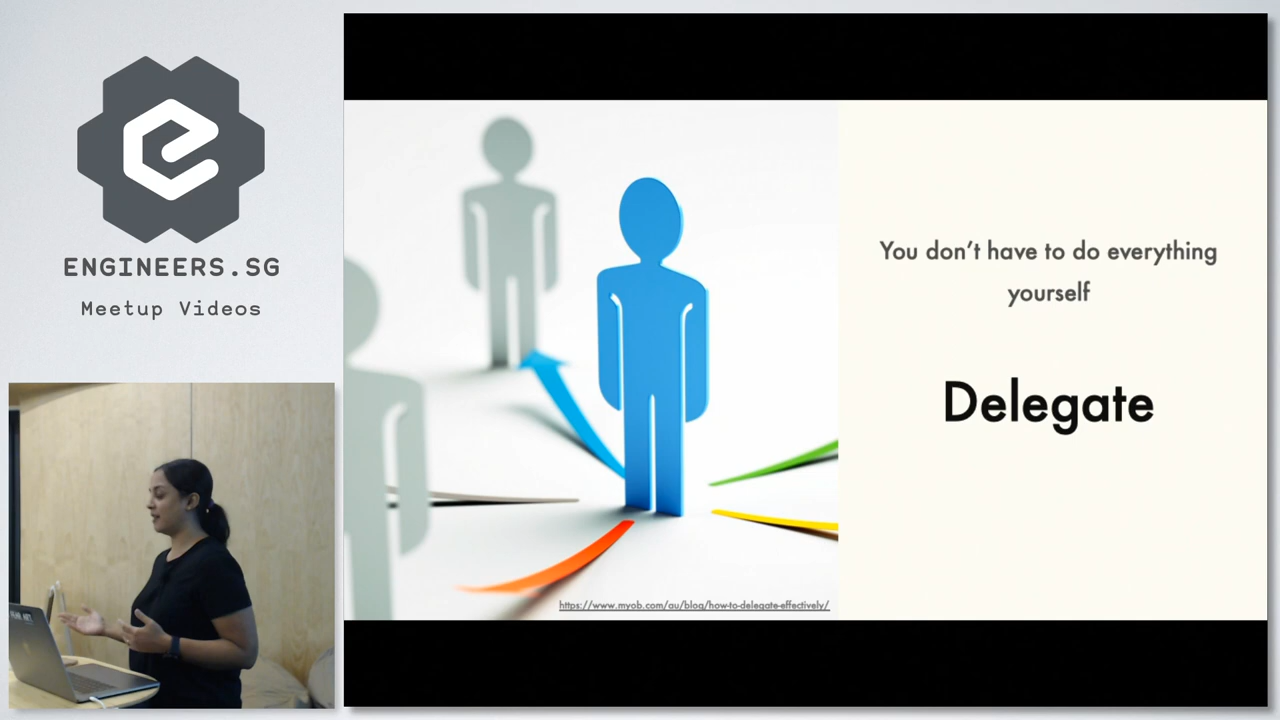 ENGINEERS.SG
Meetup Videos
You don't have to do everything
yourself
Delegate
https://www.myob.com/au/blog/how-to-delegate-effectively/